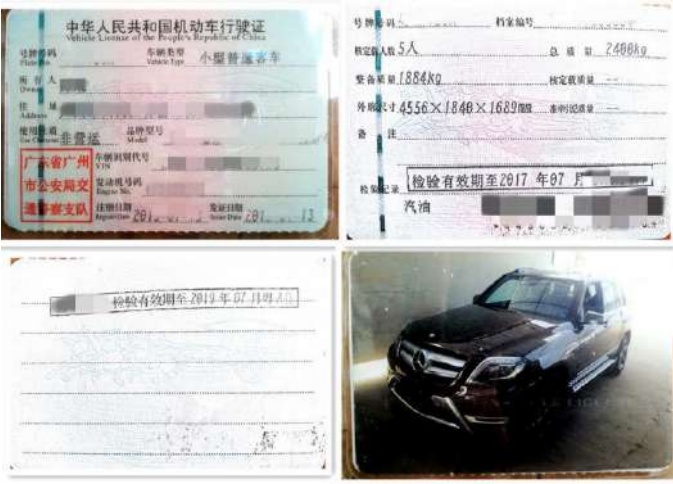 中华人民共和国机动车行驶证
Vehicle License of the People's Republic of China
号牌号码
Plate No.
车辆类型 小型普通客车
Vehicle Type
所有人
Owner
住址
Address
使用性质 非营运
Use Character
品牌型号
Model
车辆识别代号
VIN
发动机号码
Engine No.
注册日期
Register Date
发证日期
Issue Date
广东省广州
市公安局交
通警察支队
号牌号码
档案编号
核定载人数 5人
总质量 2400kg
整备质量 1884kg
核定载质量 --
外廓尺寸 4556×1840×1689
准牵引总质量 --
备注
检验记录
检验有效期至2017年07月
汽油
检验有效期至2019年07月